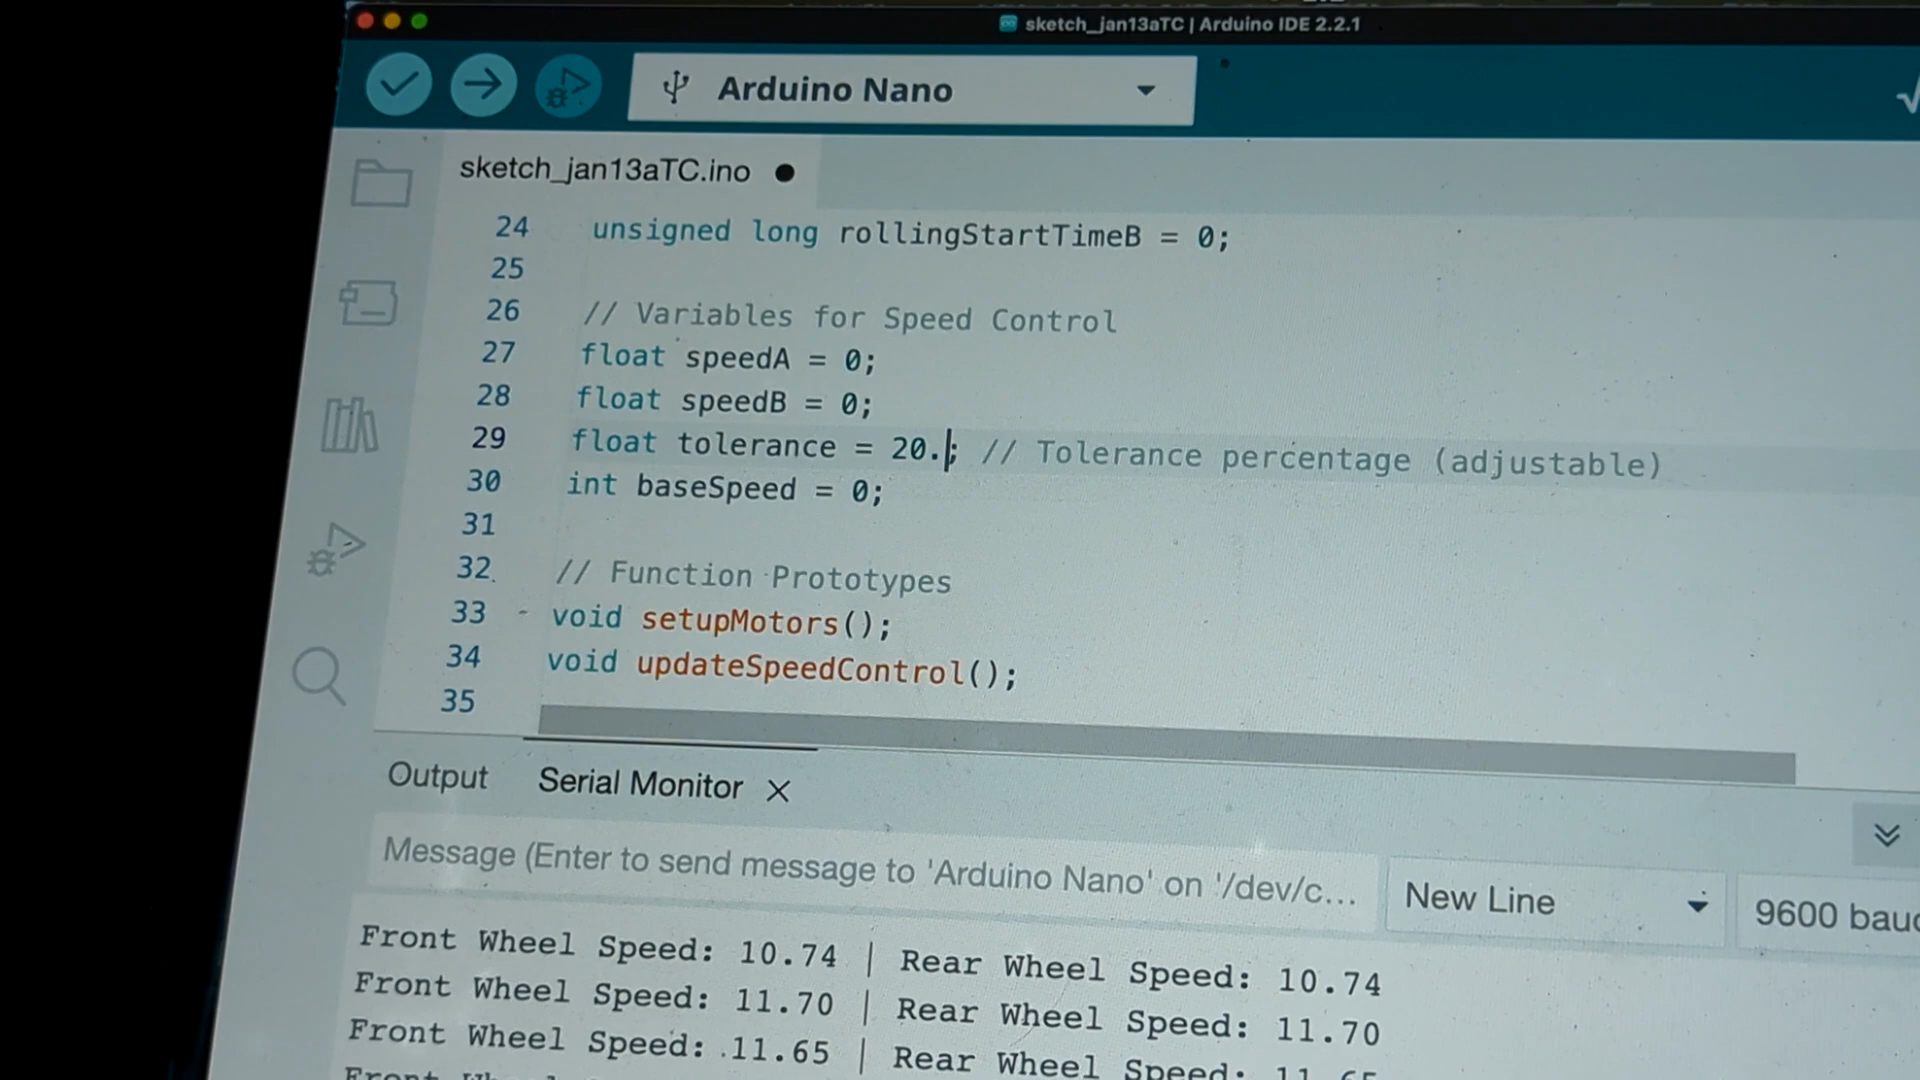 sketch_jan13aTC | Arduino IDE 2.2.1
Arduino Nano
sketch_jan13aTC.ino
24 unsigned long rollingStartTimeB = 0;
25
26 // Variables for Speed Control
27 float speedA = 0;
28 float speedB = 0;
29 float tolerance = 20.; // Tolerance percentage (adjustable)
30 int baseSpeed = 0;
31
32 // Function Prototypes
33 void setupMotors();
34 void updateSpeedControl();
35
Output Serial Monitor
Message (Enter to send message to 'Arduino Nano' on '/dev/c...
New Line
9600 bauc
Front Wheel Speed: 10.74 | Rear Wheel Speed: 10.74
Front Wheel Speed: 11.70 | Rear Wheel Speed: 11.70
Front Wheel Speed: 11.65 | Rear Wheel Speed: 11.65